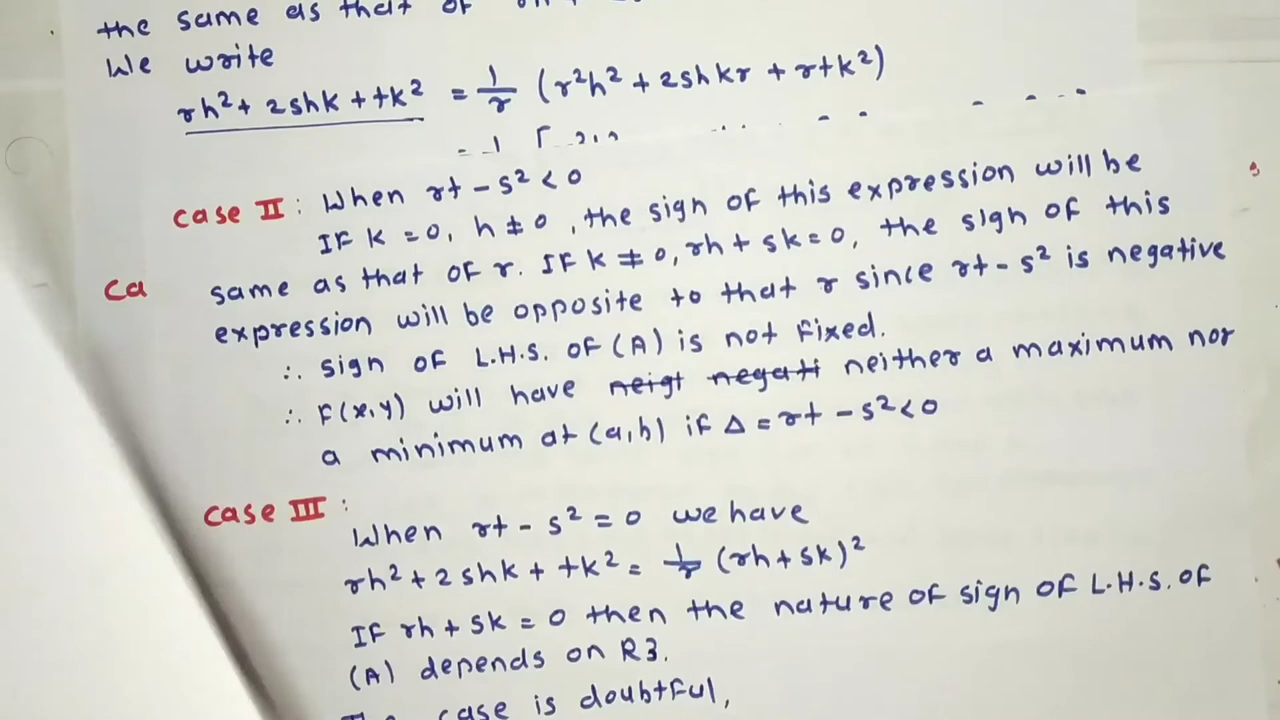 the same as that of
We write
rh² + 2shk + tk² = 1/r (r²h² + 2shkr + rtk²)
case II: When rt - s² < 0
IF k = 0, h ≠ 0, the sign of this expression will be
Ca same as that of r. IF k ≠ 0, rh + sk = 0, the sign of this
expression will be opposite to that r since rt - s² is negative
∴ sign of L.H.S. of (A) is not fixed.
∴ F(x,y) will have neigt negati neither a maximum nor
a minimum at (a,b) if Δ = rt - s² < 0
case III:
When rt - s² = 0 we have
rh² + 2shk + tk² = 1/r (rh + sk)²
IF rh + sk = 0 then the nature of sign of L.H.S. of
(A) depends on R3.
case is doubtful,